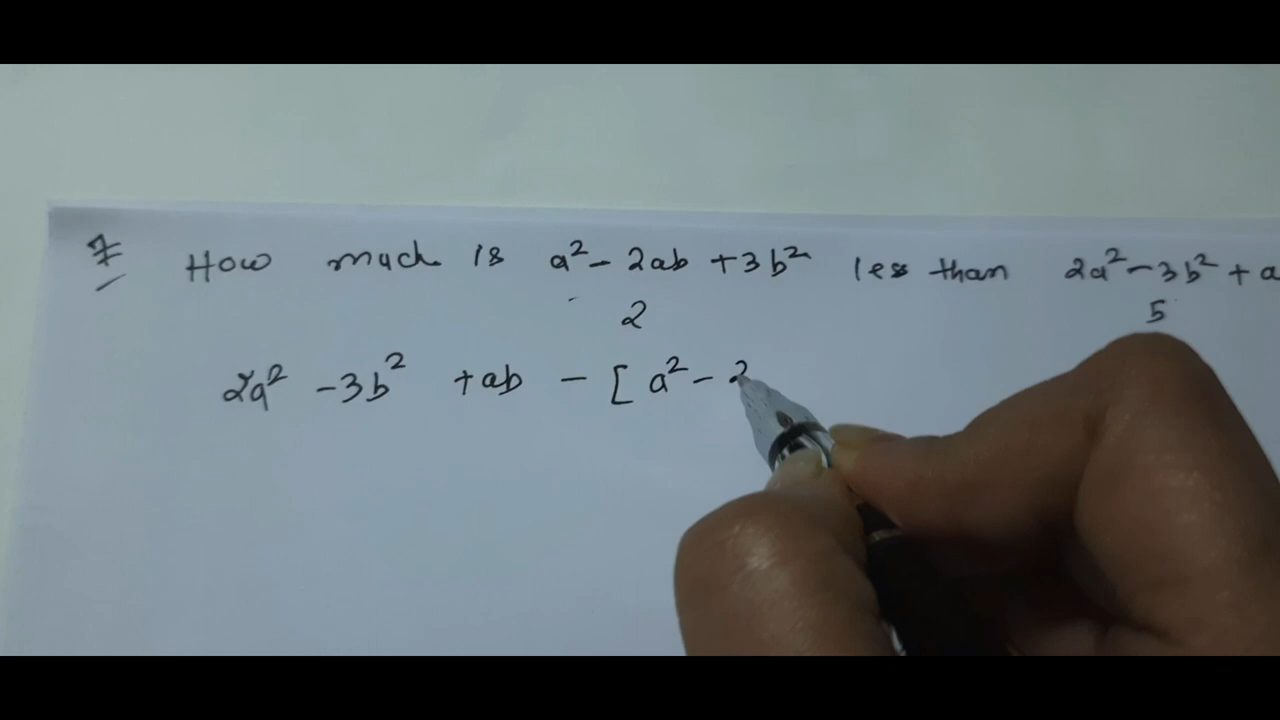 7 How much is a² - 2ab + 3b² less than 2a² - 3b² + a
2 5
2a² - 3b² + ab - [ a² - 2